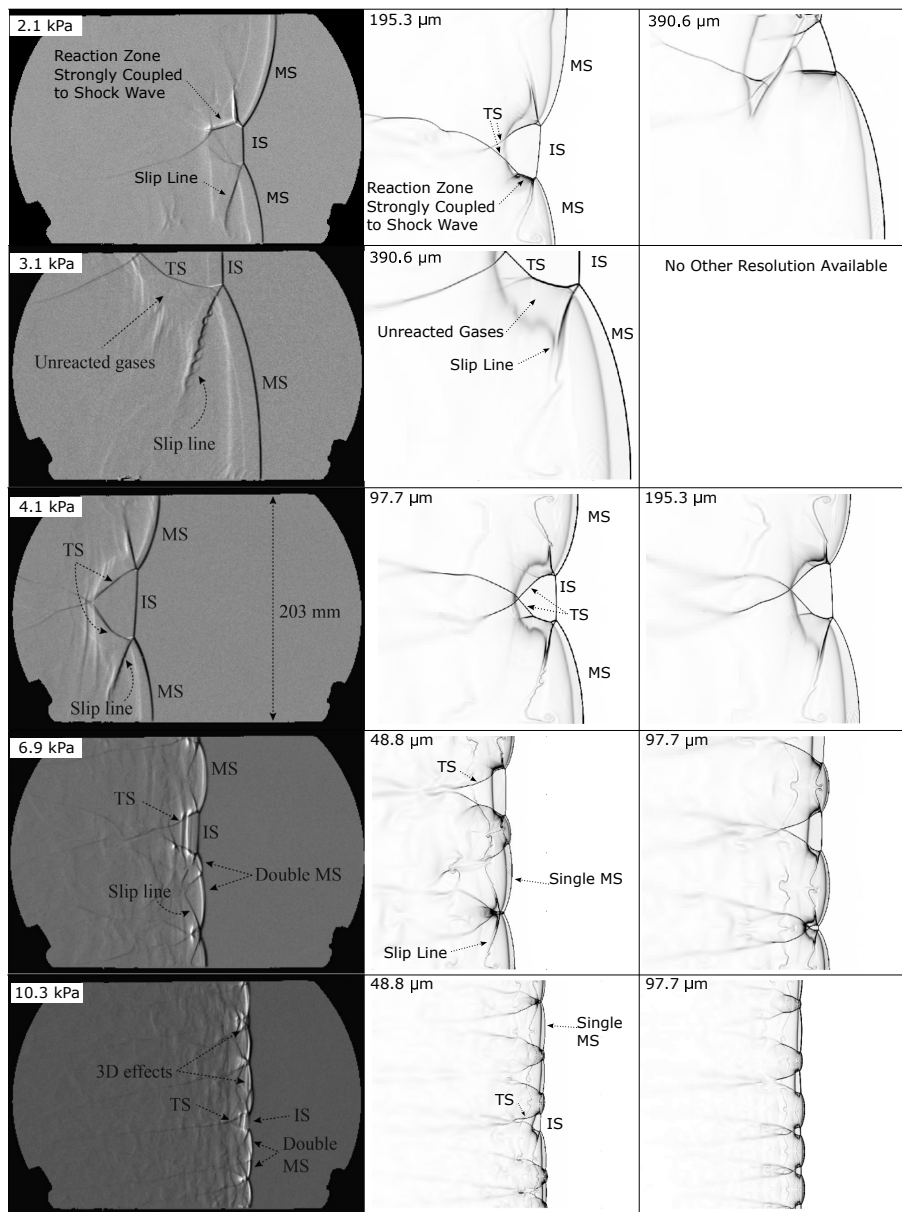 2.1 kPa
Reaction Zone
Strongly Coupled
to Shock Wave
MS
IS
Slip Line
MS
195.3 µm
MS
TS
IS
Reaction Zone
Strongly Coupled
to Shock Wave
MS
390.6 µm
3.1 kPa
TS
IS
Unreacted gases
MS
Slip line
390.6 µm
TS
IS
Unreacted Gases
MS
Slip Line
No Other Resolution Available
4.1 kPa
MS
TS
IS
203 mm
MS
Slip line
97.7 µm
MS
IS
TS
MS
195.3 µm
6.9 kPa
MS
TS
IS
Double MS
Slip line
48.8 µm
TS
Single MS
Slip Line
97.7 µm
10.3 kPa
3D effects
TS
IS
Double
MS
48.8 µm
Single
MS
TS
IS
97.7 µm